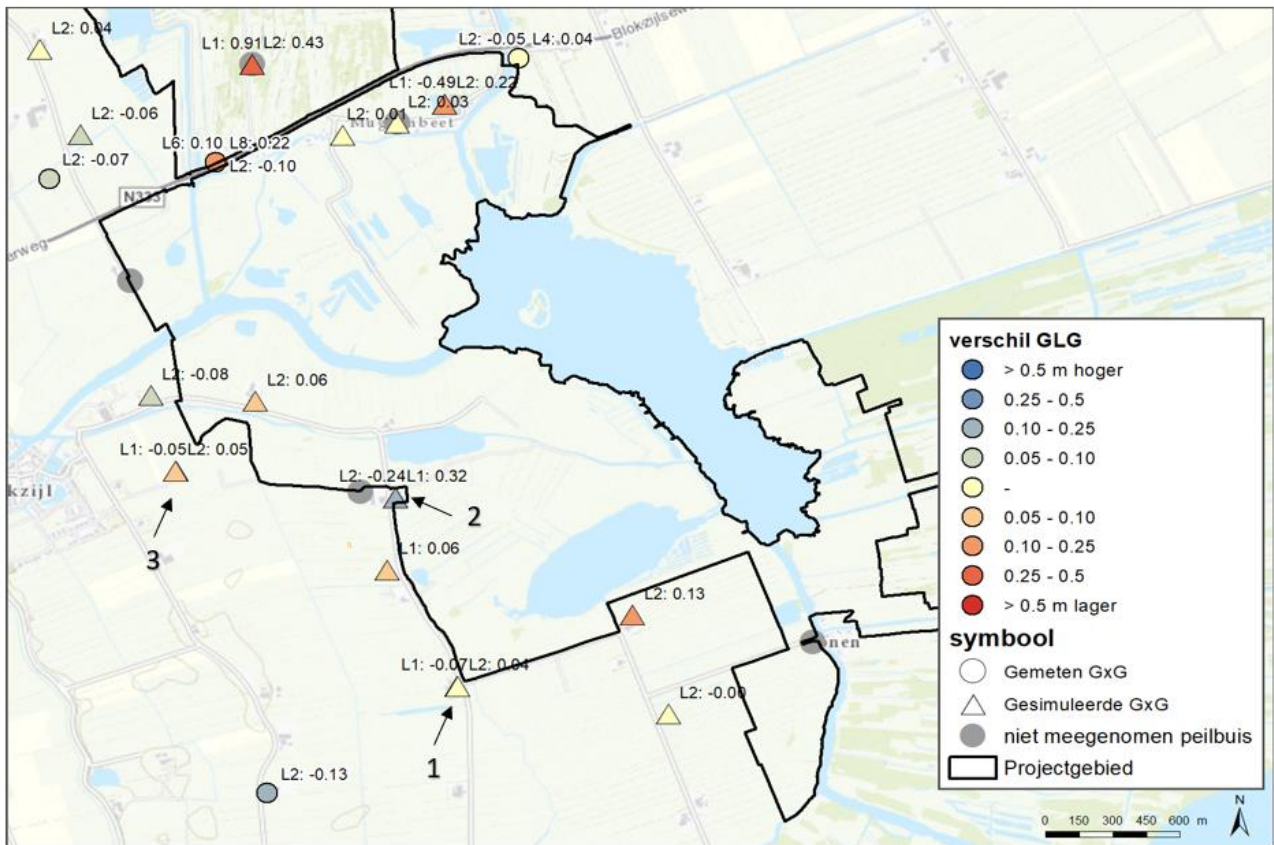 L2: 0.04
L1: 0.91L2: 0.43
L2: -0.05 L4: 0.04
Blokzijlsew
L1: -0.49L2: 0.22
L2: -0.06
L2: 0.01
L2: 0.03
L6: 0.10 L8: -0.22
L2: -0.10
L2: -0.07
N333
arweg
L2: -0.08
L2: 0.06
L1: -0.05L2: 0.05
kzijl
3
L2: -0.24L1: 0.32
2
L1: 0.06
L2: 0.13
L1: -0.07L2: 0.04
L2: -0.00
1
L2: -0.13
onen
verschil GLG
> 0.5 m hoger
0.25 - 0.5
0.10 - 0.25
0.05 - 0.10
-
0.05 - 0.10
0.10 - 0.25
0.25 - 0.5
> 0.5 m lager
symbool
Gemeten GxG
Gesimuleerde GxG
niet meegenomen peilbuis
Projectgebied
N
0 150 300 450 600 m